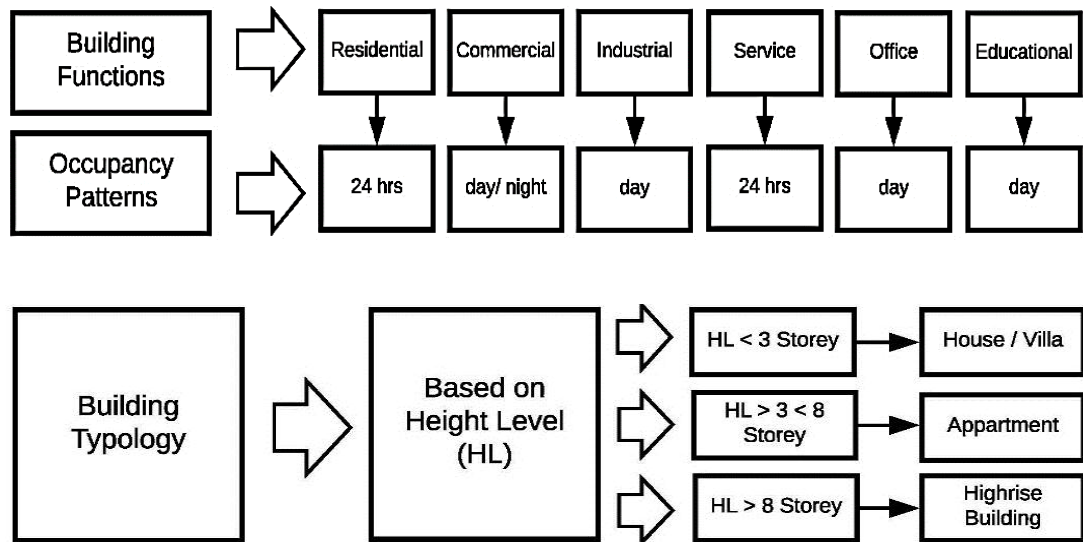 Building
Functions
Residential
Commercial
Industrial
Service
Office
Educational
Occupancy
Patterns
24 hrs
day/ night
day
24 hrs
day
day
Building
Typology
Based on
Height Level
(HL)
HL < 3 Storey
House / Villa
HL > 3 < 8
Storey
Appartment
HL > 8 Storey
Highrise
Building